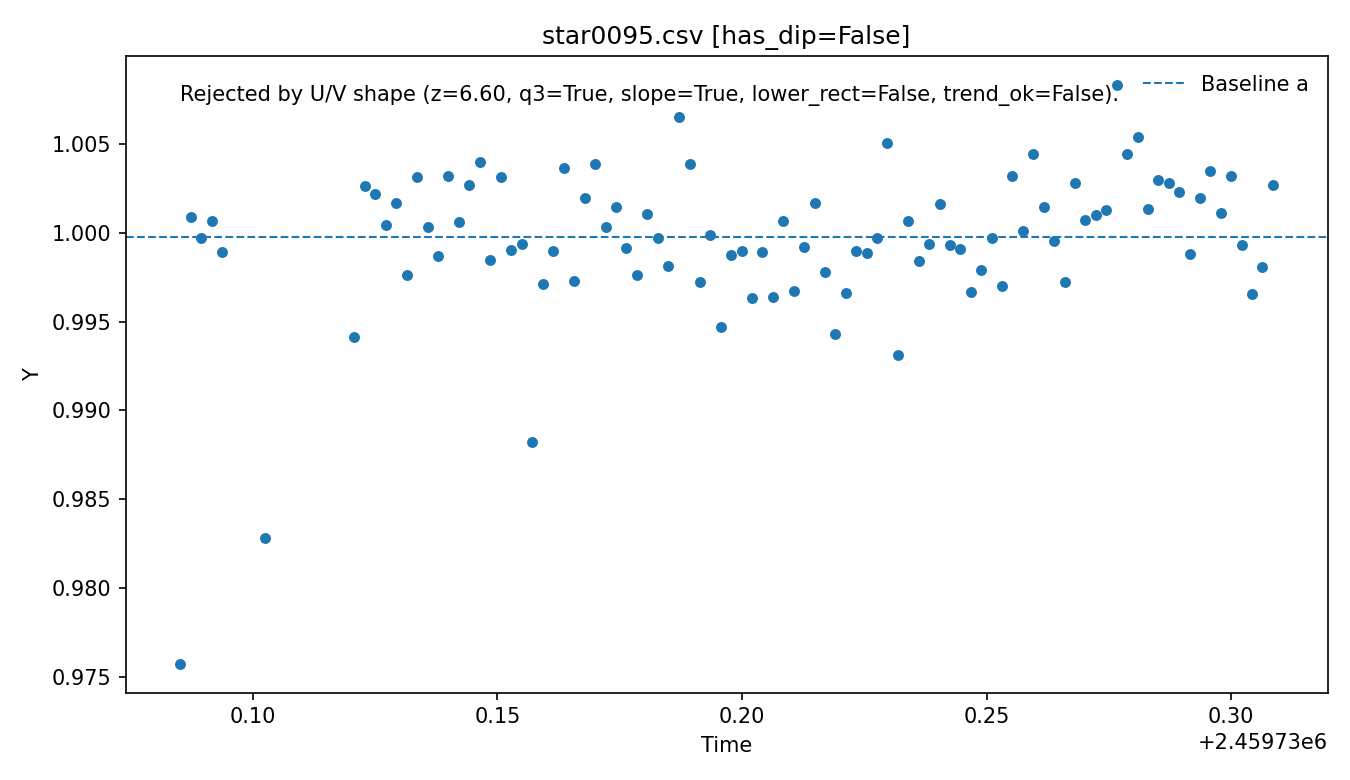 star0095.csv [has_dip=False]
Rejected by U/V shape (z=6.60, q3=True, slope=True, lower_rect=False, trend_ok=False).
Baseline a
1.005
1.000
0.995
0.990
0.985
0.980
0.975
Y
0.10 0.15 0.20 0.25 0.30
Time
+2.45973e6